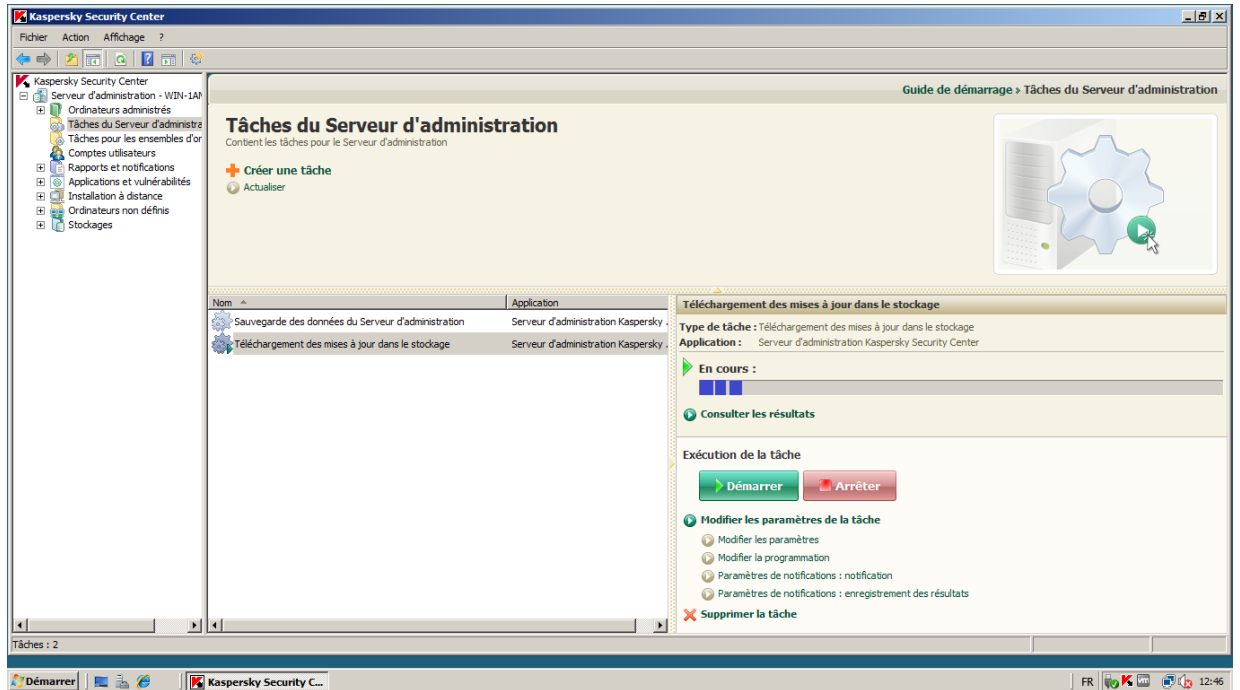 Kaspersky Security Center
Fichier Action Affichage ?
Kaspersky Security Center
Serveur d'administration - WIN-1AN
Ordinateurs administrés
Tâches du Serveur d'administra
Tâches pour les ensembles d'or
Comptes utilisateurs
Rapports et notifications
Applications et vulnérabilités
Installation à distance
Ordinateurs non définis
Stockages
Guide de démarrage › Tâches du Serveur d'administration
Tâches du Serveur d'administration
Contient les tâches pour le Serveur d'administration
Créer une tâche
Actualiser
Nom Application
Sauvegarde des données du Serveur d'administration Serveur d'administration Kaspersky .
Téléchargement des mises à jour dans le stockage Serveur d'administration Kaspersky .
Téléchargement des mises à jour dans le stockage
Type de tâche : Téléchargement des mises à jour dans le stockage
Application : Serveur d'administration Kaspersky Security Center
En cours :
Consulter les résultats
Exécution de la tâche
Démarrer Arrêter
Modifier les paramètres de la tâche
Modifier les paramètres
Modifier la programmation
Paramètres de notifications : notification
Paramètres de notifications : enregistrement des résultats
Supprimer la tâche
Tâches : 2
Démarrer Kaspersky Security C... FR 12:46